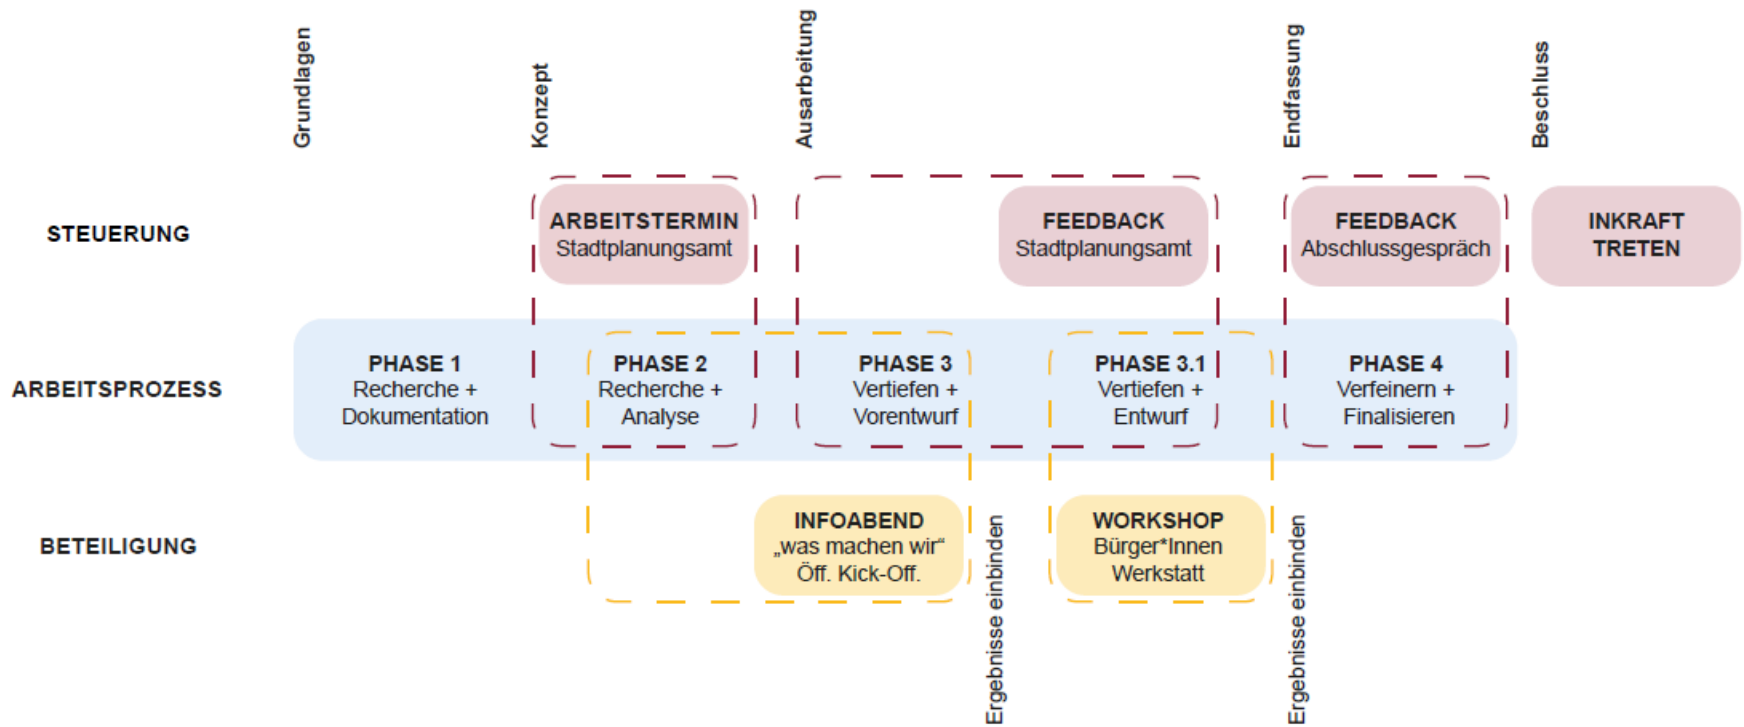 Grundlagen
Konzept
Ausarbeitung
Endfassung
Beschluss
STEUERUNG
ARBEITSTERMIN
Stadtplanungsamt
FEEDBACK
Stadtplanungsamt
FEEDBACK
Abschlussgespräch
INKRAFT
TRETEN
ARBEITSPROZESS
PHASE 1
Recherche +
Dokumentation
PHASE 2
Recherche +
Analyse
PHASE 3
Vertiefen +
Vorentwurf
PHASE 3.1
Vertiefen +
Entwurf
PHASE 4
Verfeinern +
Finalisieren
BETEILIGUNG
INFOABEND
„was machen wir“
Öff. Kick-Off.
Ergebnisse einbinden
WORKSHOP
Bürger*Innen
Werkstatt
Ergebnisse einbinden